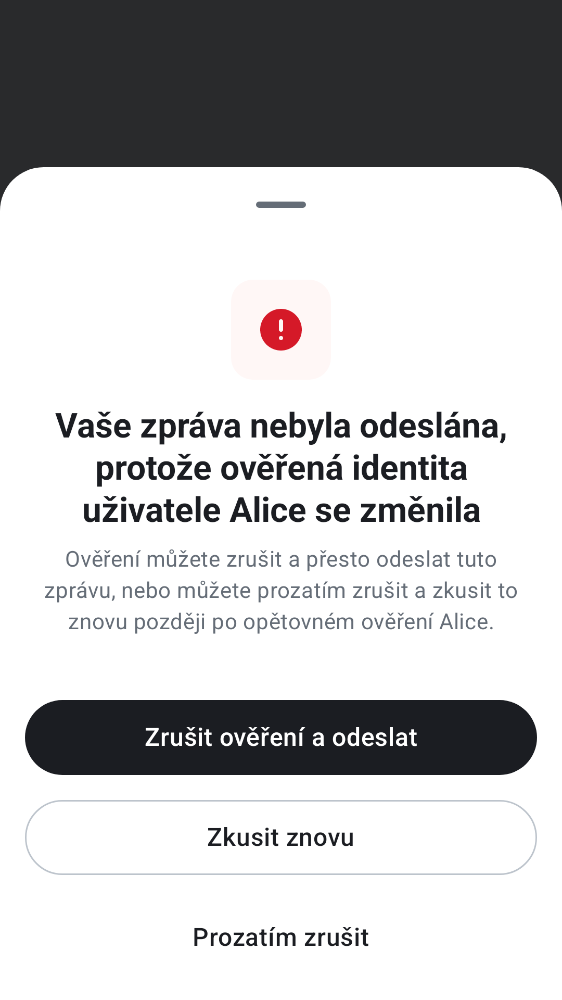 Vaše zpráva nebyla odeslána,
protože ověřená identita
uživatele Alice se změnila
Ověření můžete zrušit a přesto odeslat tuto
zprávu, nebo můžete prozatím zrušit a zkusit to
znovu později po opětovném ověření Alice.
Zrušit ověření a odeslat
Zkusit znovu
Prozatím zrušit